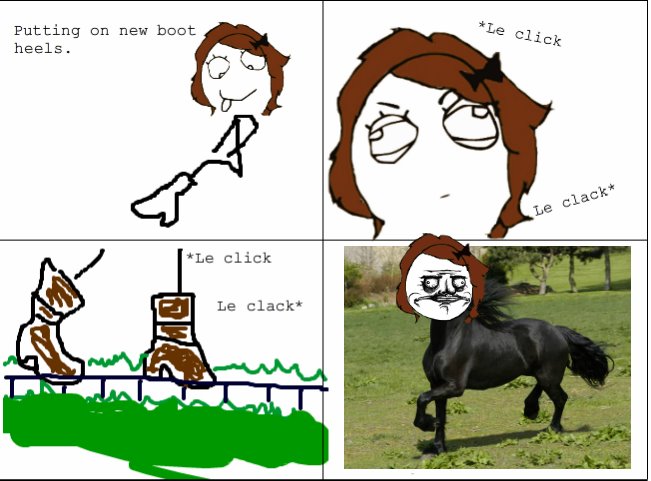 Putting on new boot
heels.
*Le click
Le clack*
*Le click
Le clack*